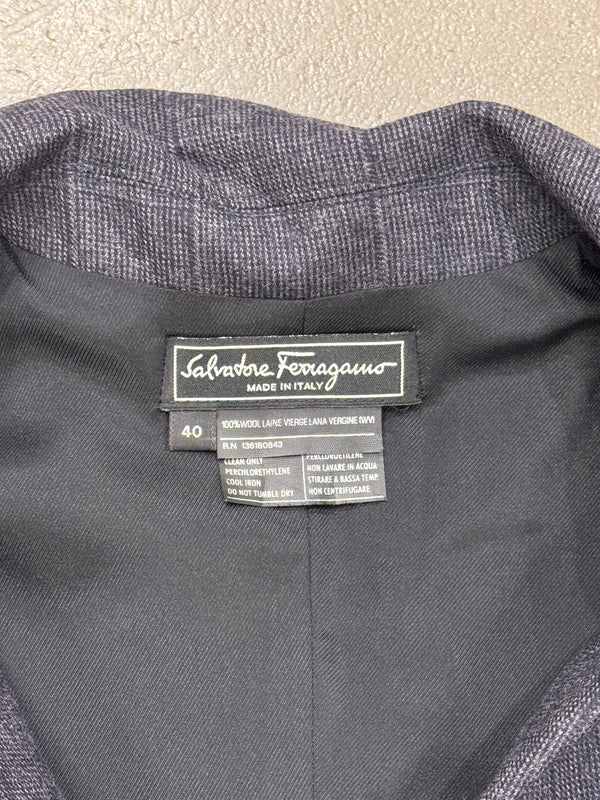 Salvatore Ferragamo
MADE IN ITALY
40
100%WOOL LAINE VIERGE LANA VERGINE (WV)
R.N 136180843
CLEAN ONLY
PERCHLORETHYLENE
COOL IRON
DO NOT TUMBLE DRY
PERCLOROETILENE
NON LAVARE IN ACQUA
STIRARE A BASSA TEMP.
NON CENTRIFUGARE